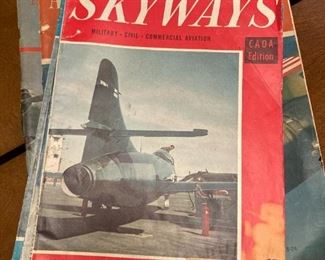 SKYWAYS
MILITARY • CIVIL • COMMERCIAL AVIATION
CAOA
Edition